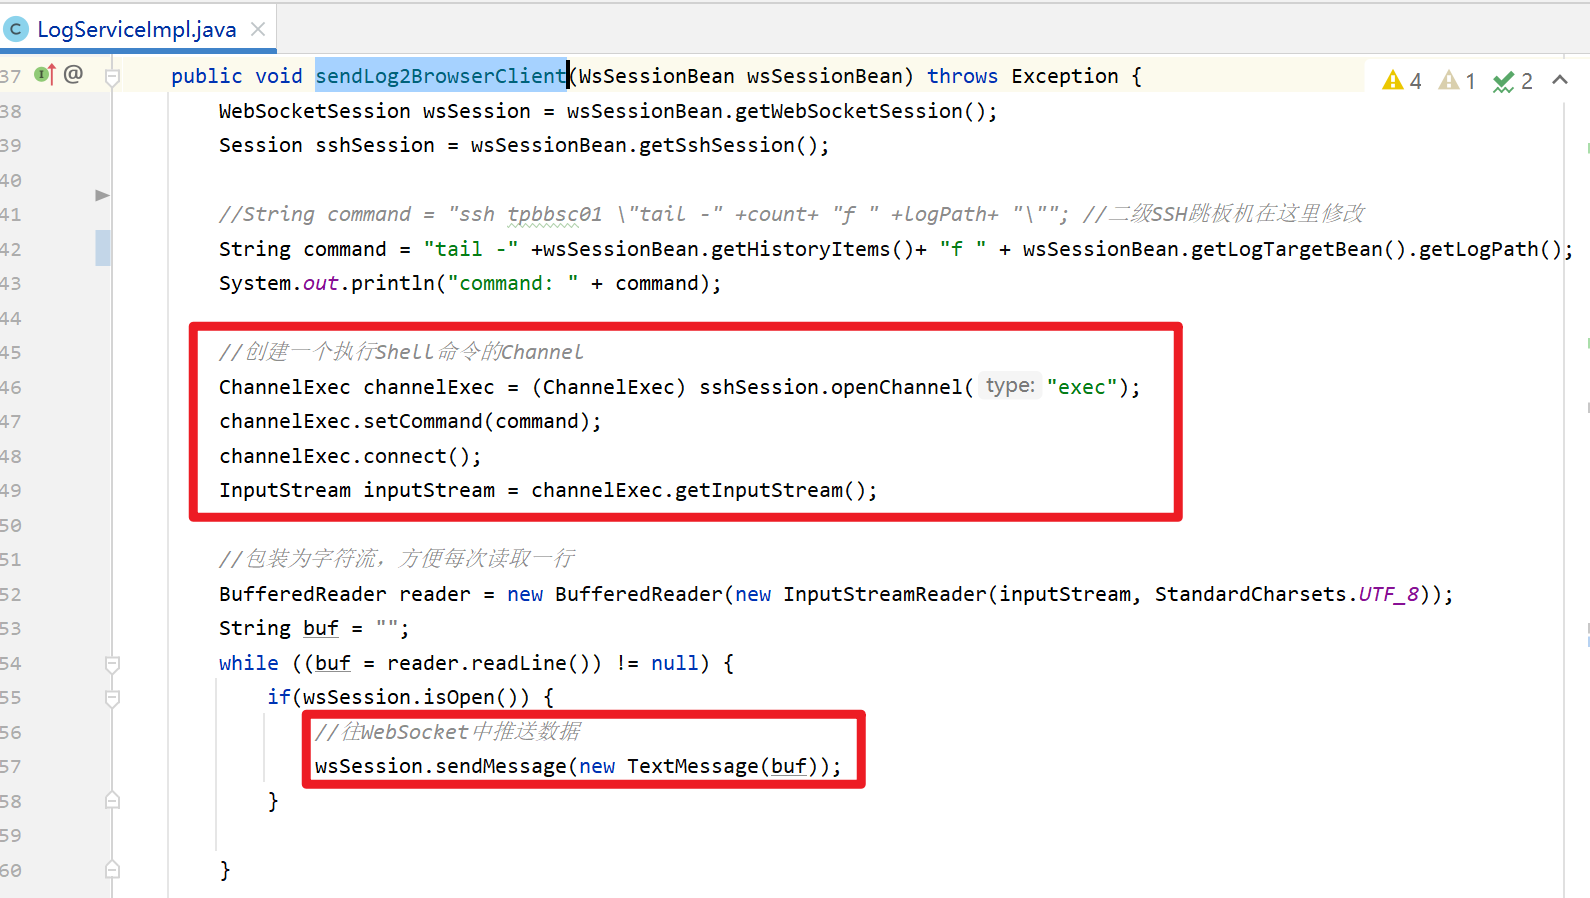 LogServiceImpl.java
37 @ public void sendLog2BrowserClient(WsSessionBean wsSessionBean) throws Exception { 4 1 2
38 WebSocketSession wsSession = wsSessionBean.getWebSocketSession();
39 Session sshSession = wsSessionBean.getSshSession();
40
41 //String command = "ssh tpbbsc01 \"tail -" +count+ "f " +logPath+ "\""; //二级SSH跳板机在这里修改
42 String command = "tail -" +wsSessionBean.getHistoryItems()+ "f " + wsSessionBean.getLogTargetBean().getLogPath();
43 System.out.println("command: " + command);
44
45 //创建一个执行Shell命令的Channel
46 ChannelExec channelExec = (ChannelExec) sshSession.openChannel( type: "exec");
47 channelExec.setCommand(command);
48 channelExec.connect();
49 InputStream inputStream = channelExec.getInputStream();
50
51 //包装为字符流，方便每次读取一行
52 BufferedReader reader = new BufferedReader(new InputStreamReader(inputStream, StandardCharsets.UTF_8));
53 String buf = "";
54 while ((buf = reader.readLine()) != null) {
55 if(wsSession.isOpen()) {
56 //往WebSocket中推送数据
57 wsSession.sendMessage(new TextMessage(buf));
58 }
59
60 }